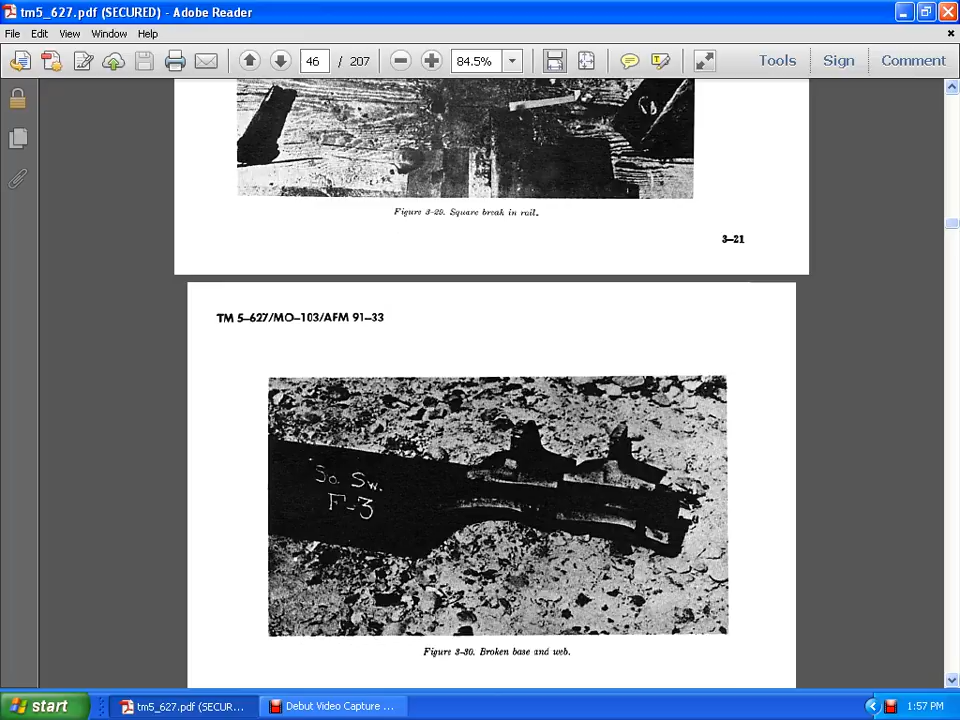 tm5_627.pdf (SECURED) - Adobe Reader
File Edit View Window Help
46 / 207 84.5% Tools Sign Comment
Figure 3-29. Square break in rail.
3-21
TM 5-627/MO-103/AFM 91-33
So. Sw.
F-3
Figure 3-30. Broken base and web.
start tm5_627.pdf (SECUR... Debut Video Capture ... 1:57 PM